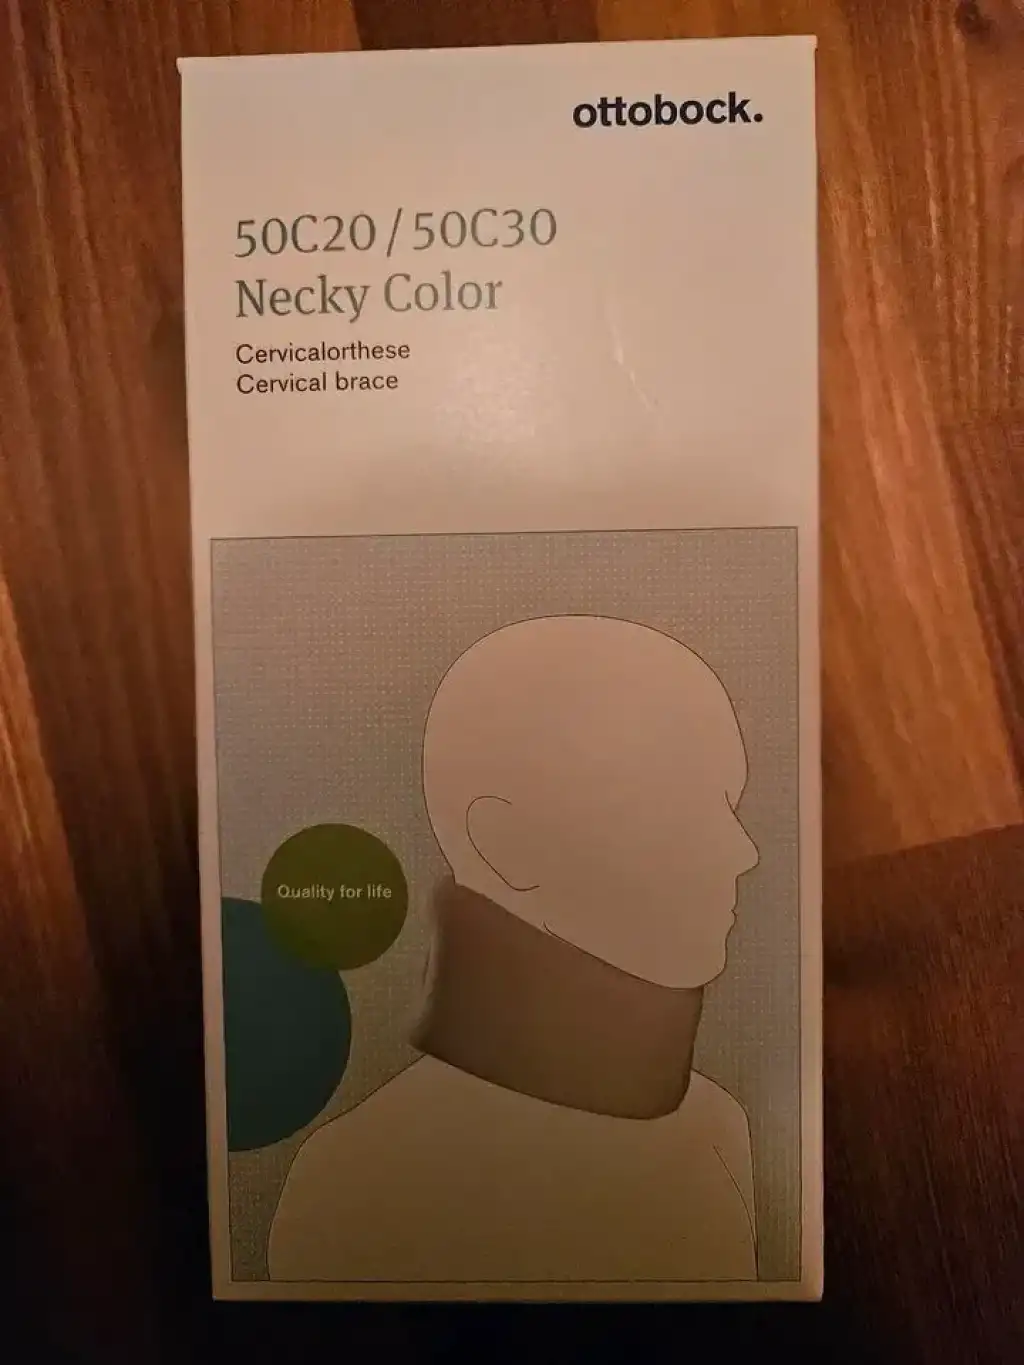 ottobock.
50C20 / 50C30
Necky Color
Cervicalorthese
Cervical brace
Quality for life